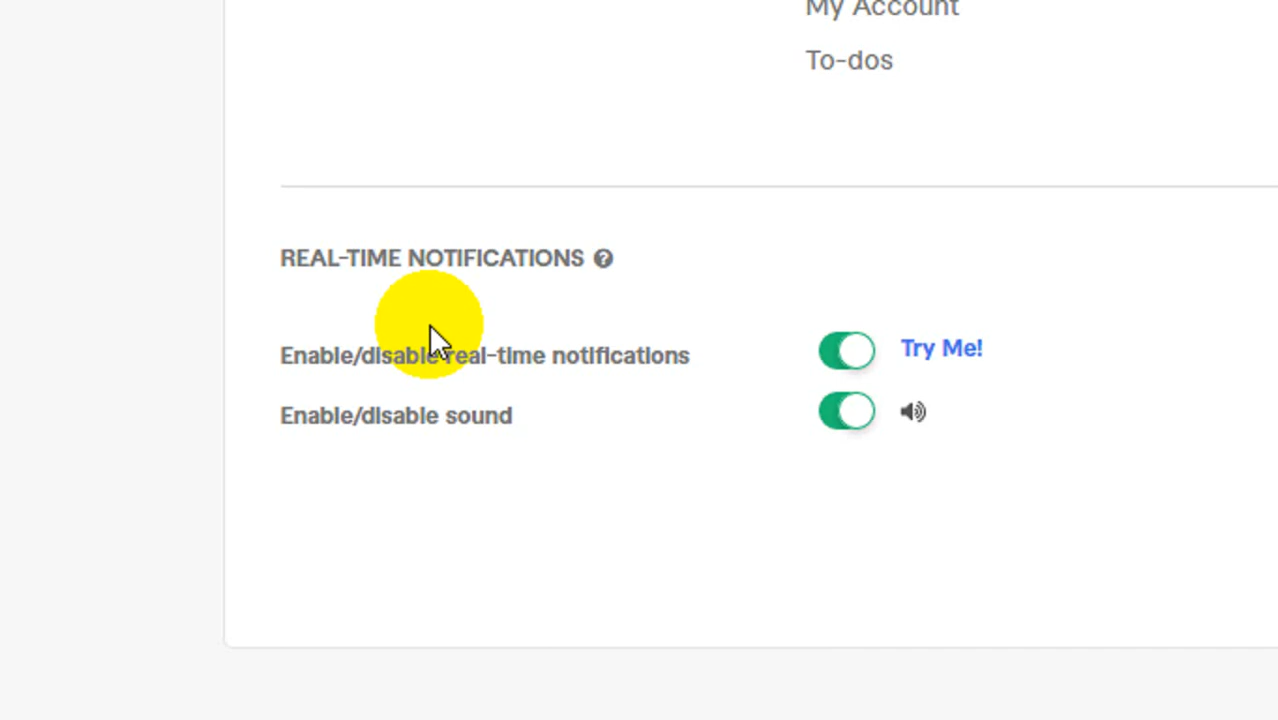 My Account
To-dos
REAL-TIME NOTIFICATIONS
Enable/disable real-time notifications
Try Me!
Enable/disable sound